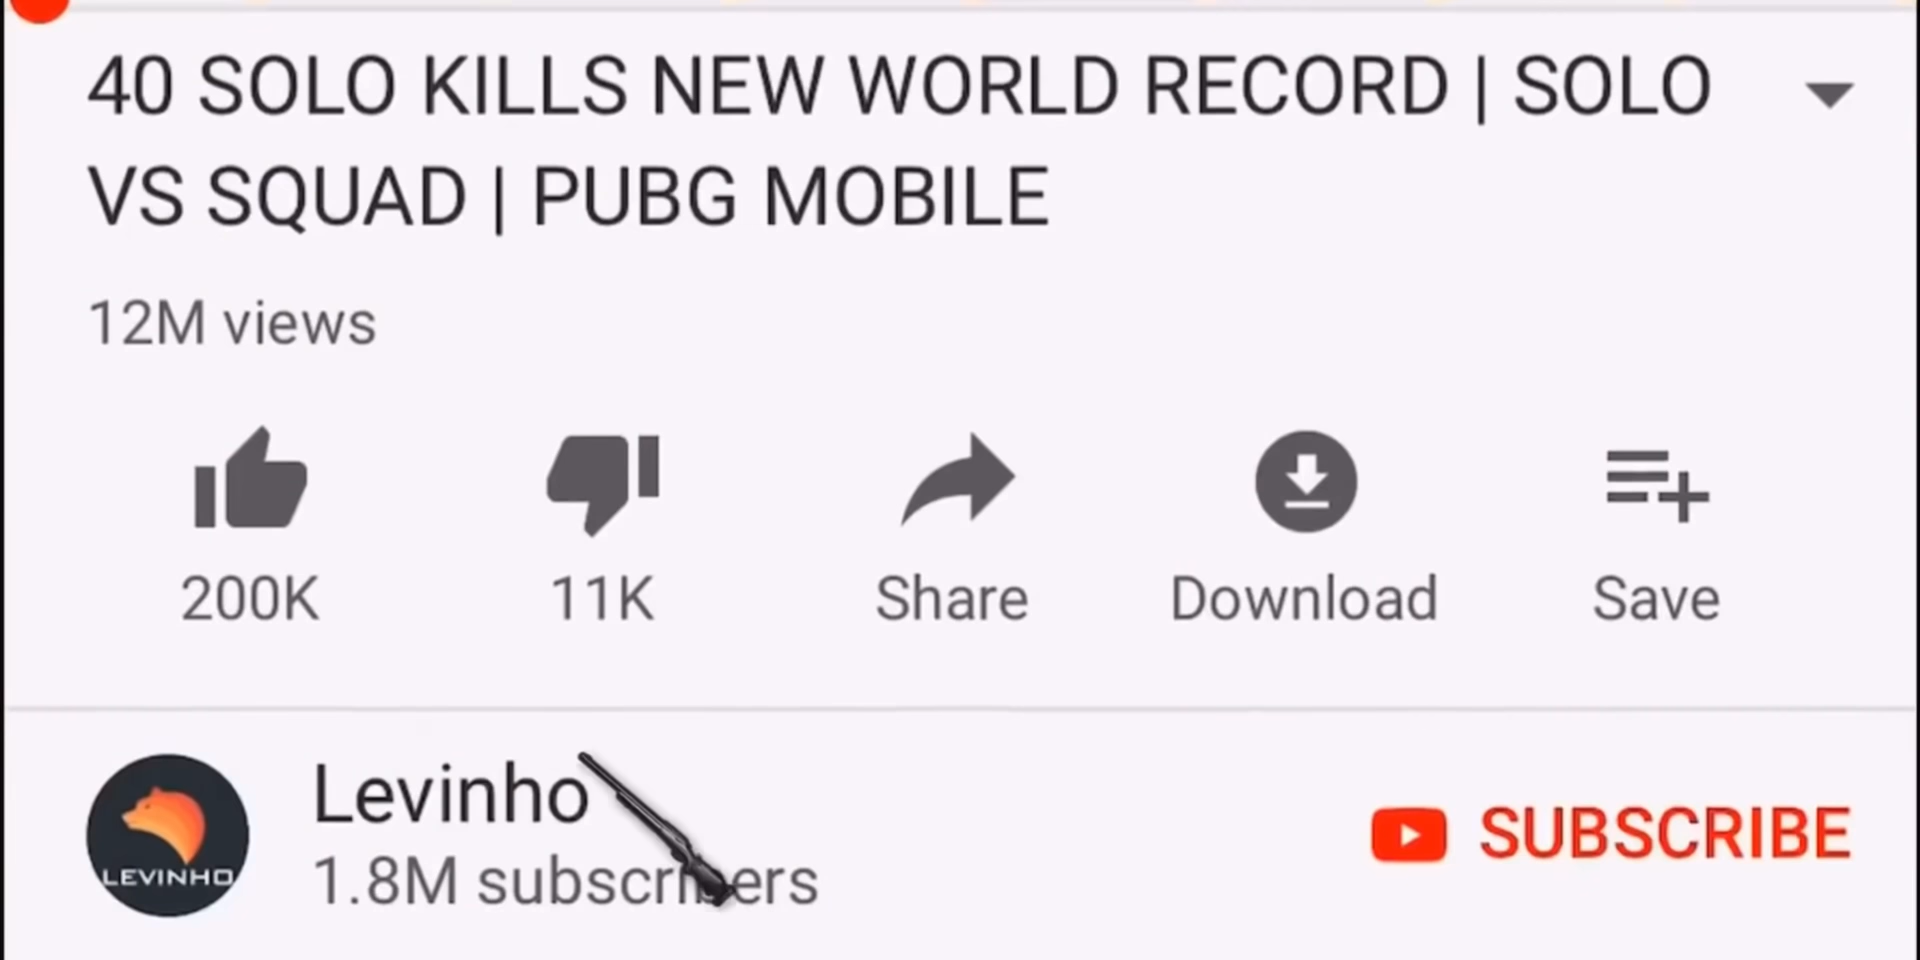 40 SOLO KILLS NEW WORLD RECORD | SOLO
VS SQUAD | PUBG MOBILE
12M views
200K
11K
Share
Download
Save
Levinho
1.8M subscribers
LEVINHO
SUBSCRIBE